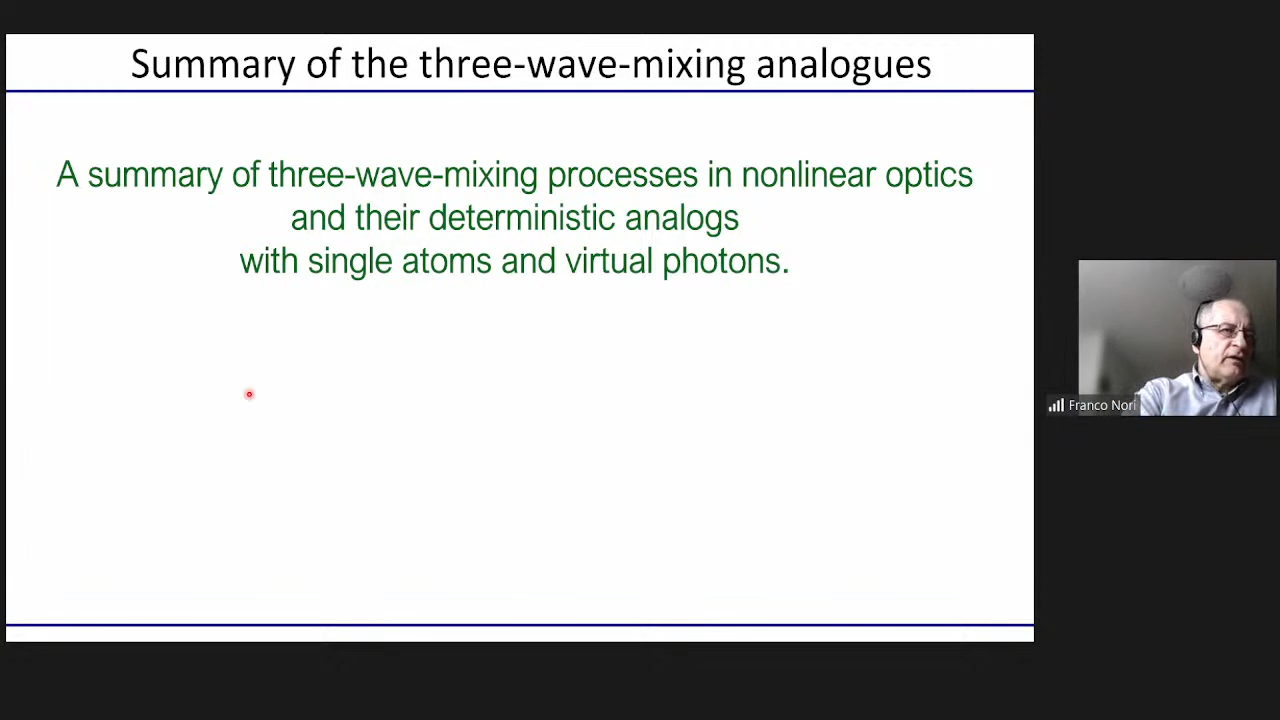 Summary of the three-wave-mixing analogues
A summary of three-wave-mixing processes in nonlinear optics
and their deterministic analogs
with single atoms and virtual photons.
Franco Nori